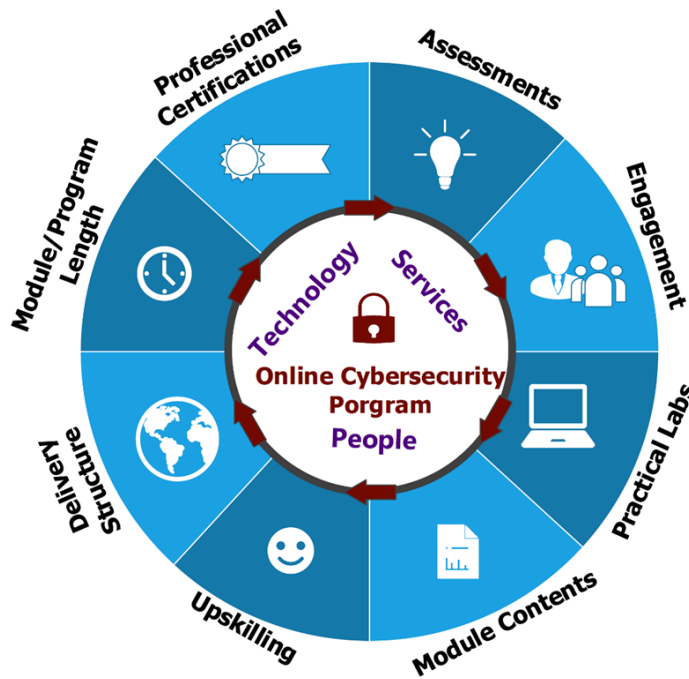 Professional
Certifications
Assessments
Engagement
Practical Labs
Module Contents
Upskilling
Delivery
Structure
Module/Program
Length
Technology
Services
Online Cybersecurity
Porgram
People